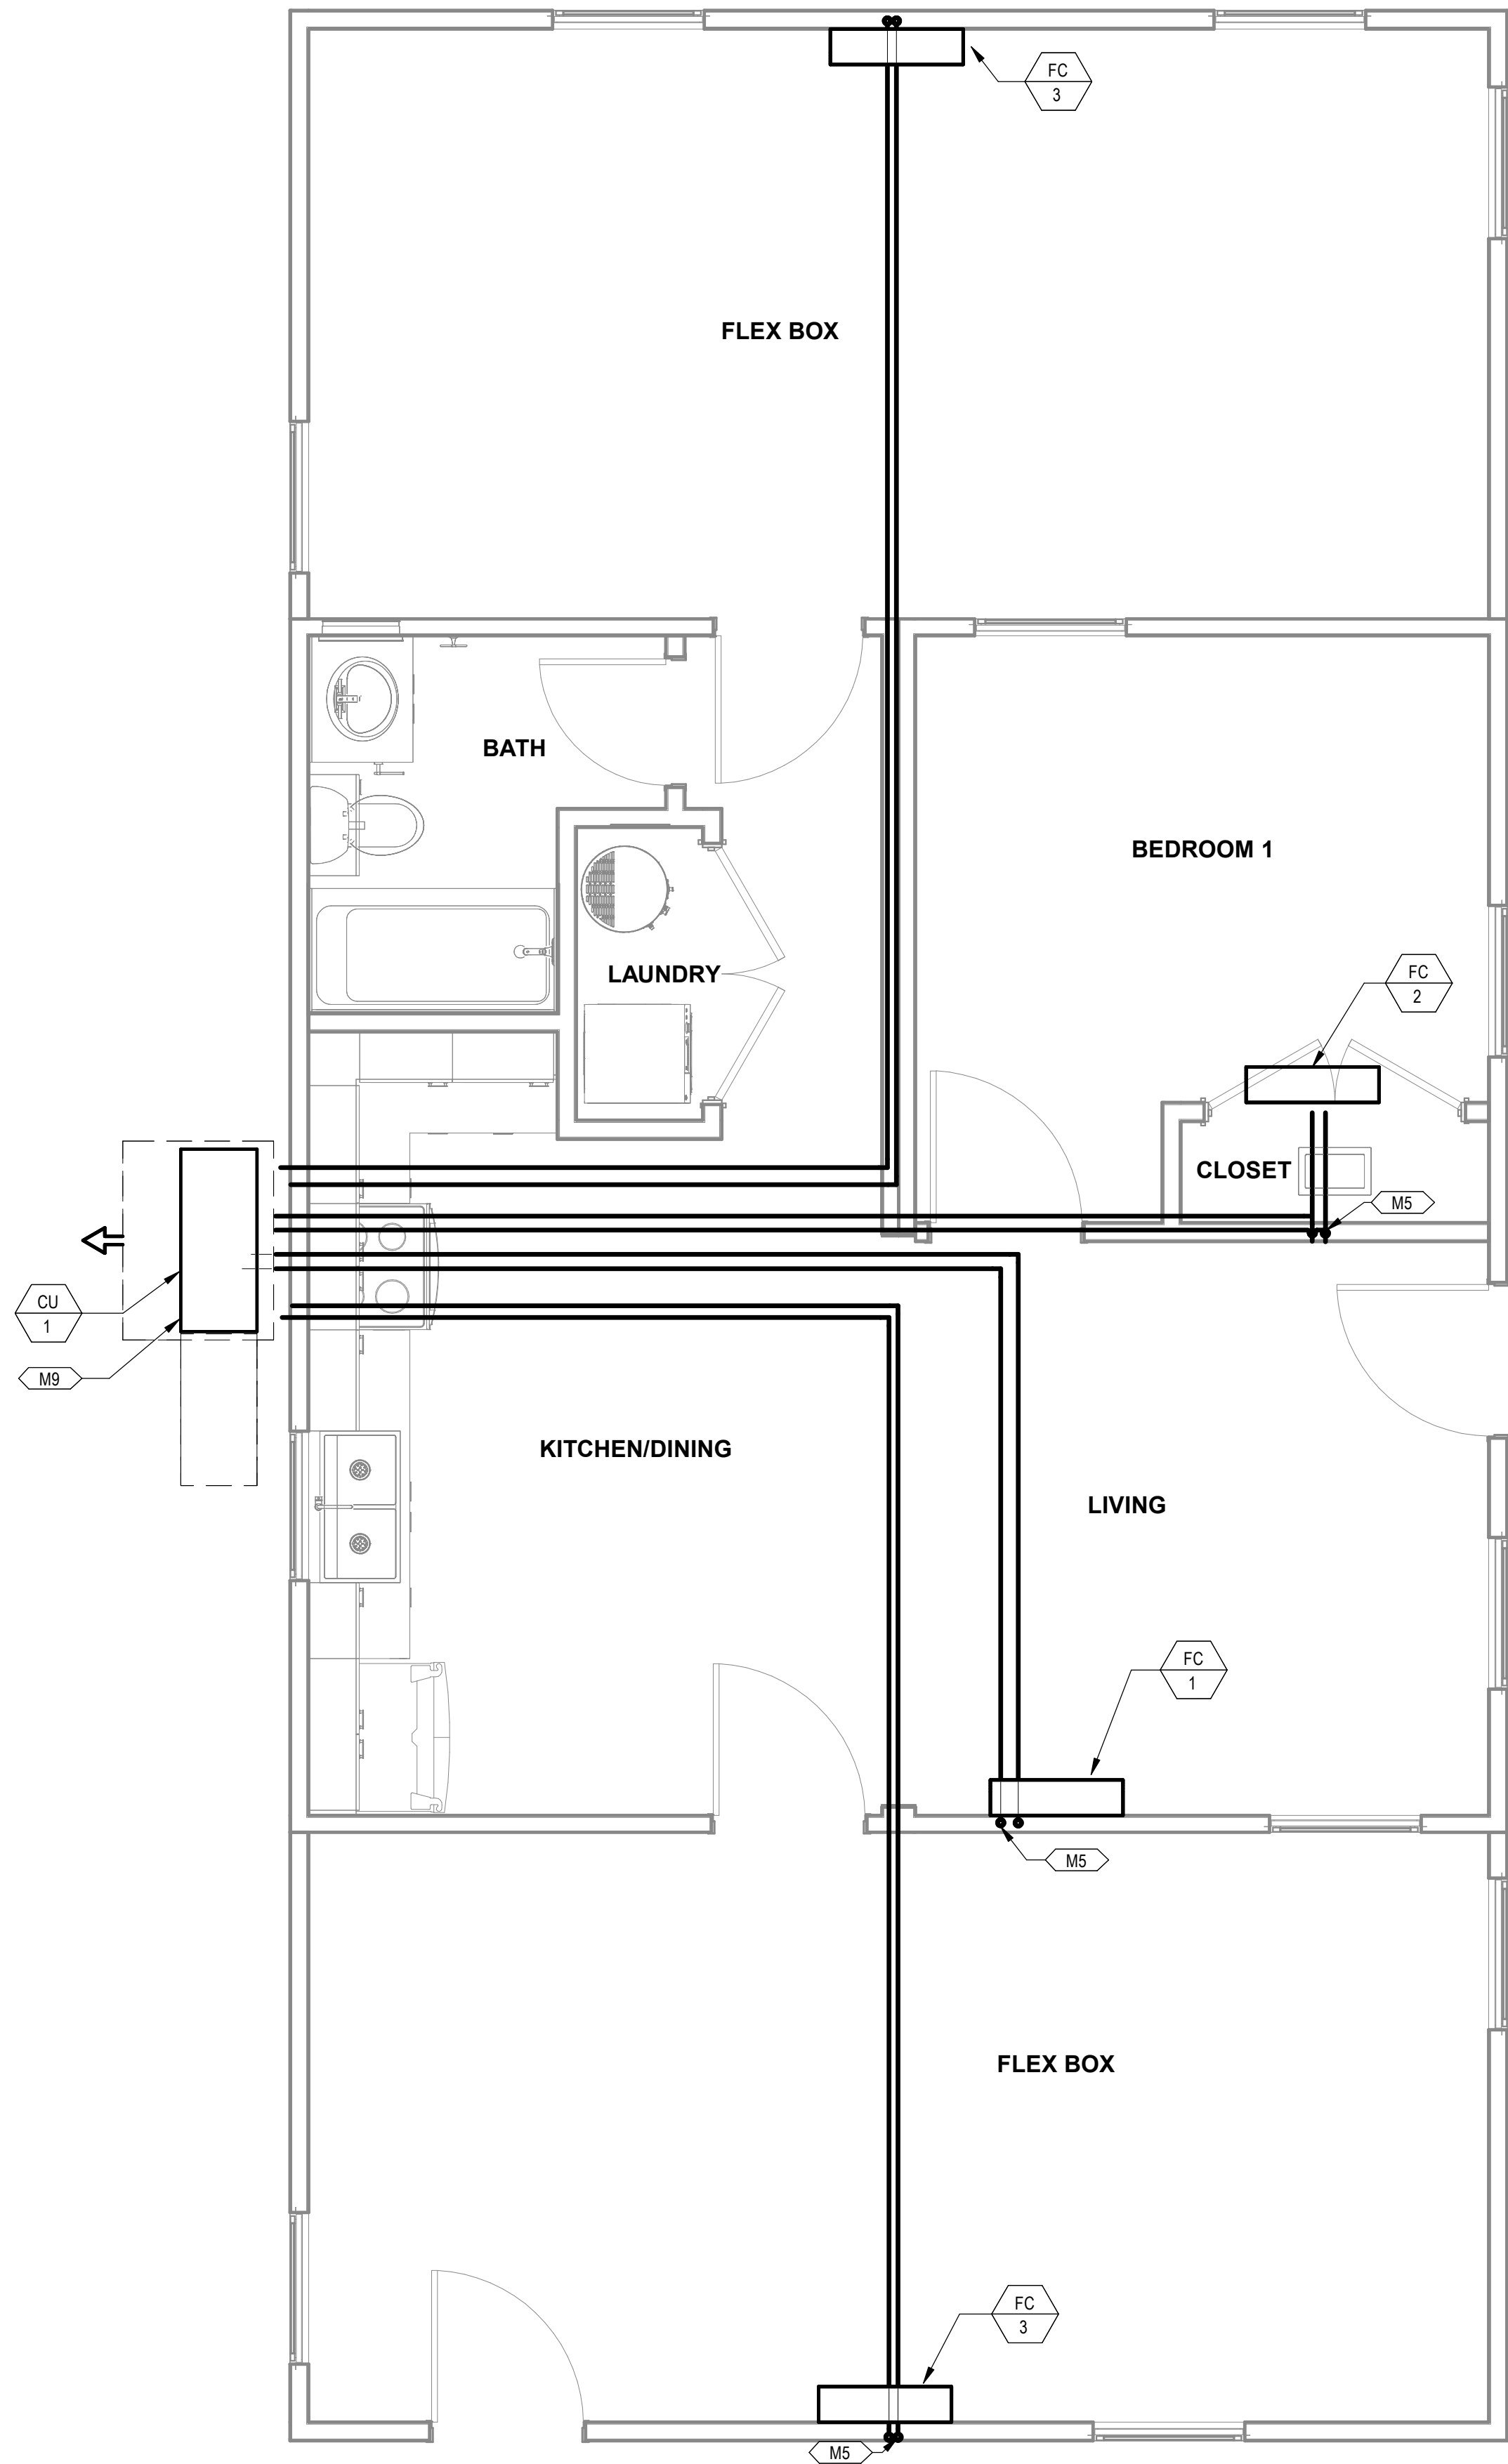 FC
3
FLEX BOX
BATH
BEDROOM 1
LAUNDRY
FC
2
CLOSET
M5
CU
1
M9
KITCHEN/DINING
LIVING
FC
1
M5
FLEX BOX
FC
3
M5